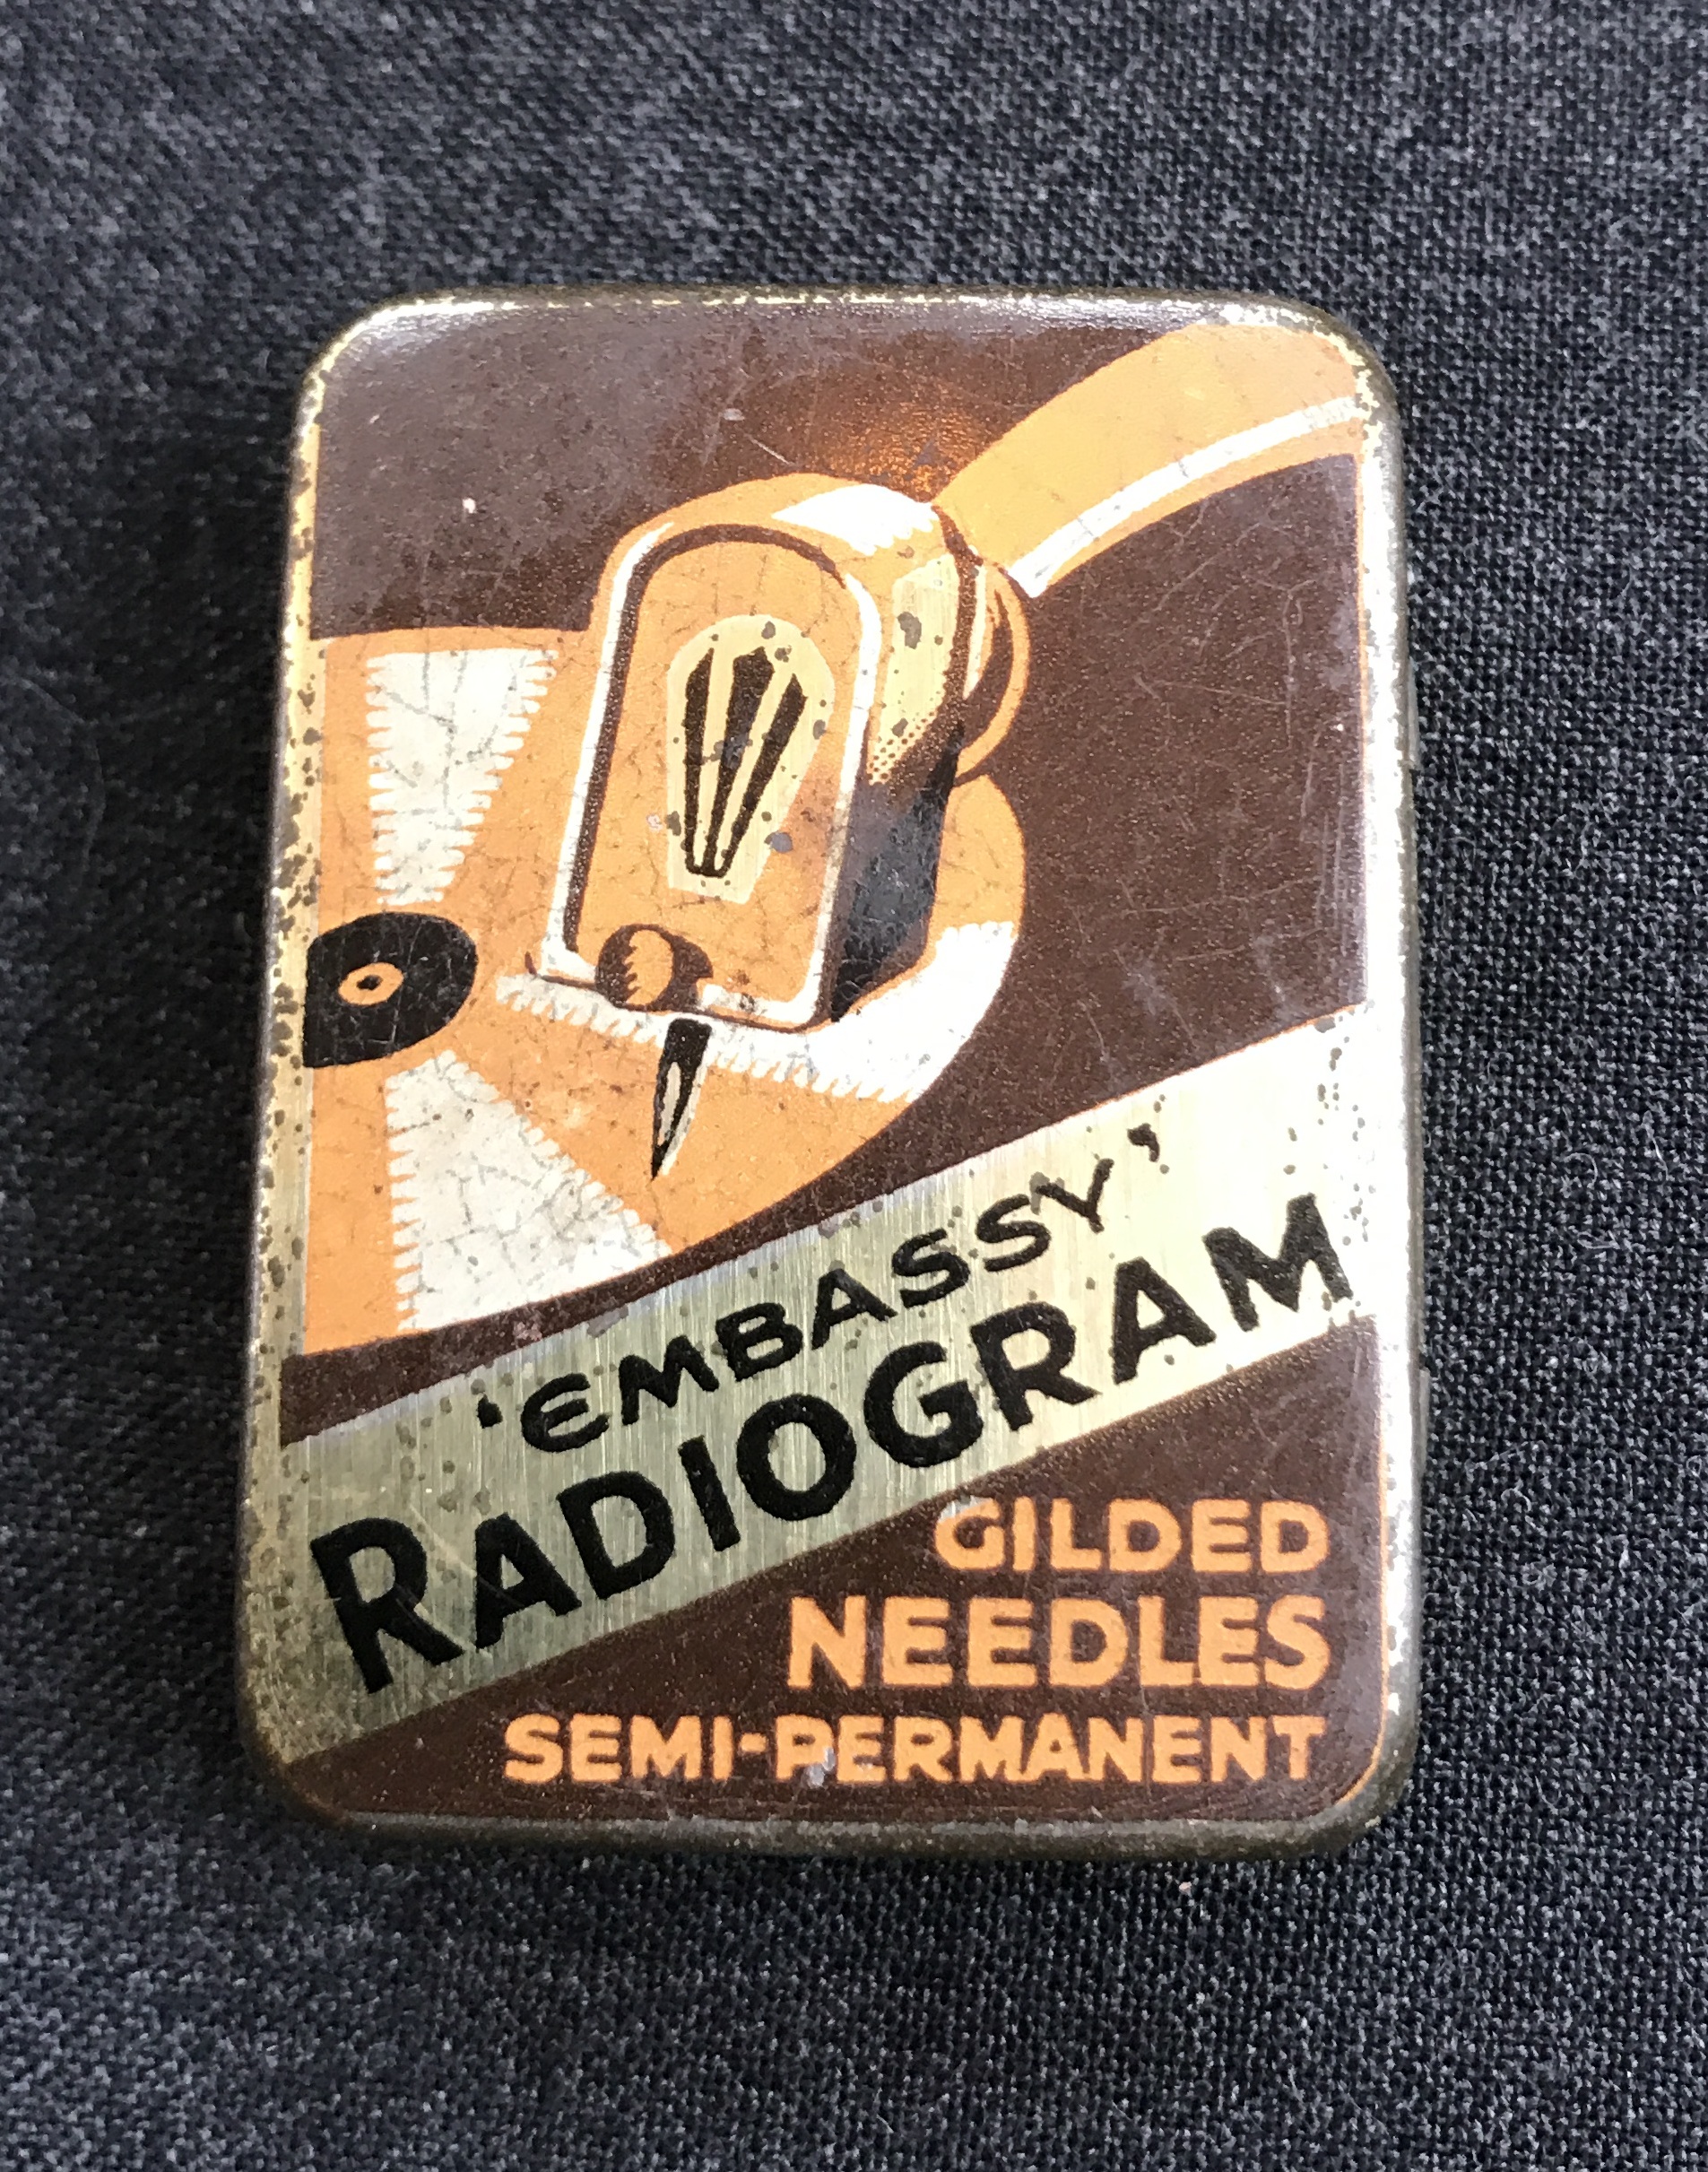 'EMBASSY'
RADIOGRAM
GILDED
NEEDLES
SEMI-PERMANENT